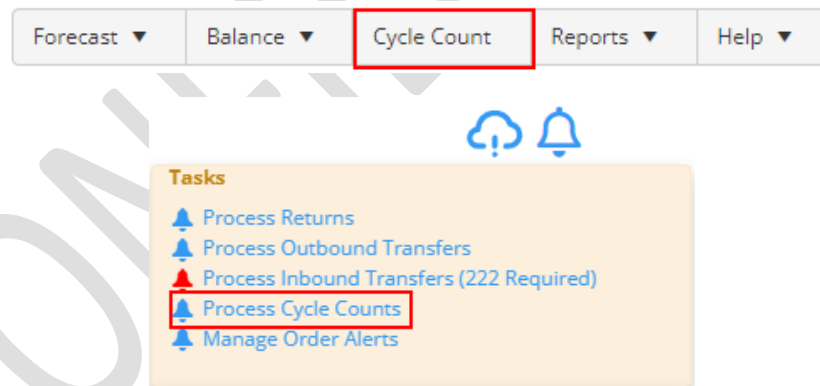 Forecast ▼ Balance ▼ Cycle Count Reports ▼ Help ▼
Tasks
Process Returns
Process Outbound Transfers
Process Inbound Transfers (222 Required)
Process Cycle Counts
Manage Order Alerts